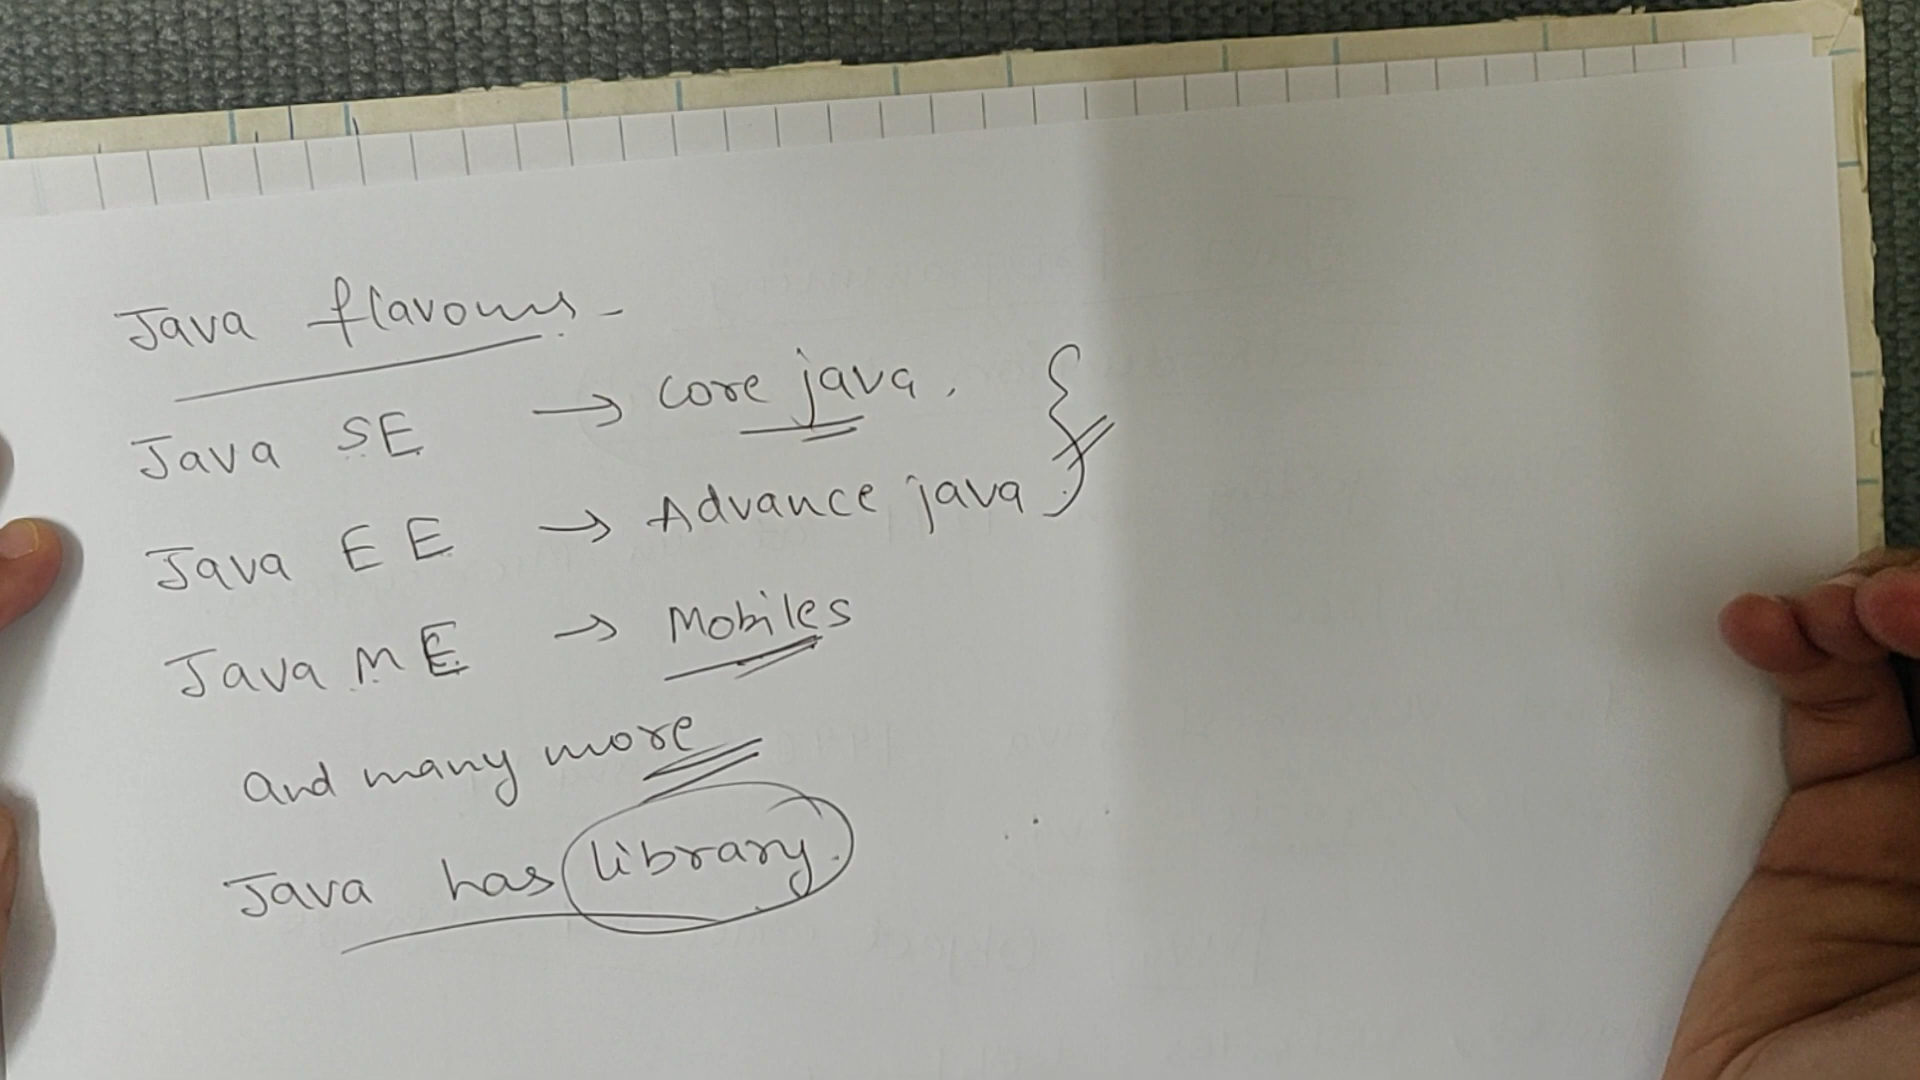 Java flavours -
Java SE → core java.
Java EE → Advance java
Java ME → Mobiles
and many more
Java has library.